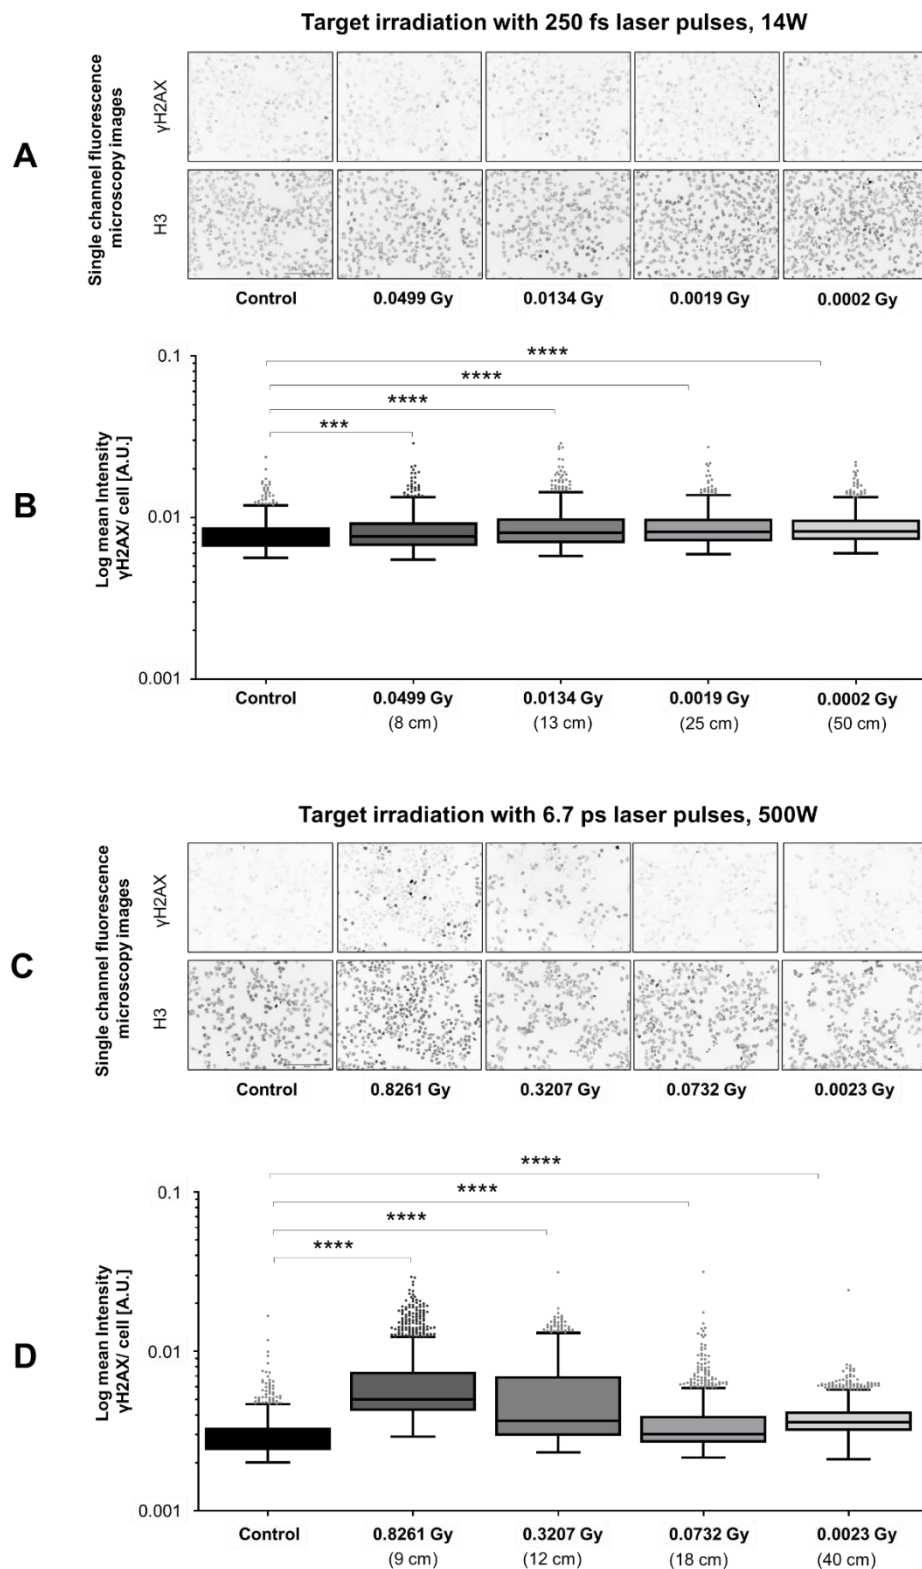 Target irradiation with 250 fs laser pulses, 14W
A
Single channel fluorescence
microscopy images
γH2AX
H3
Control 0.0499 Gy 0.0134 Gy 0.0019 Gy 0.0002 Gy
B
Log mean Intensity
γH2AX/ cell [A.U.]
0.1
0.01
0.001
****
****
****
***
Control 0.0499 Gy 0.0134 Gy 0.0019 Gy 0.0002 Gy
(8 cm) (13 cm) (25 cm) (50 cm)
Target irradiation with 6.7 ps laser pulses, 500W
C
Single channel fluorescence
microscopy images
γH2AX
H3
Control 0.8261 Gy 0.3207 Gy 0.0732 Gy 0.0023 Gy
D
Log mean Intensity
γH2AX/ cell [A.U.]
0.1
0.01
0.001
****
****
****
****
Control 0.8261 Gy 0.3207 Gy 0.0732 Gy 0.0023 Gy
(9 cm) (12 cm) (18 cm) (40 cm)